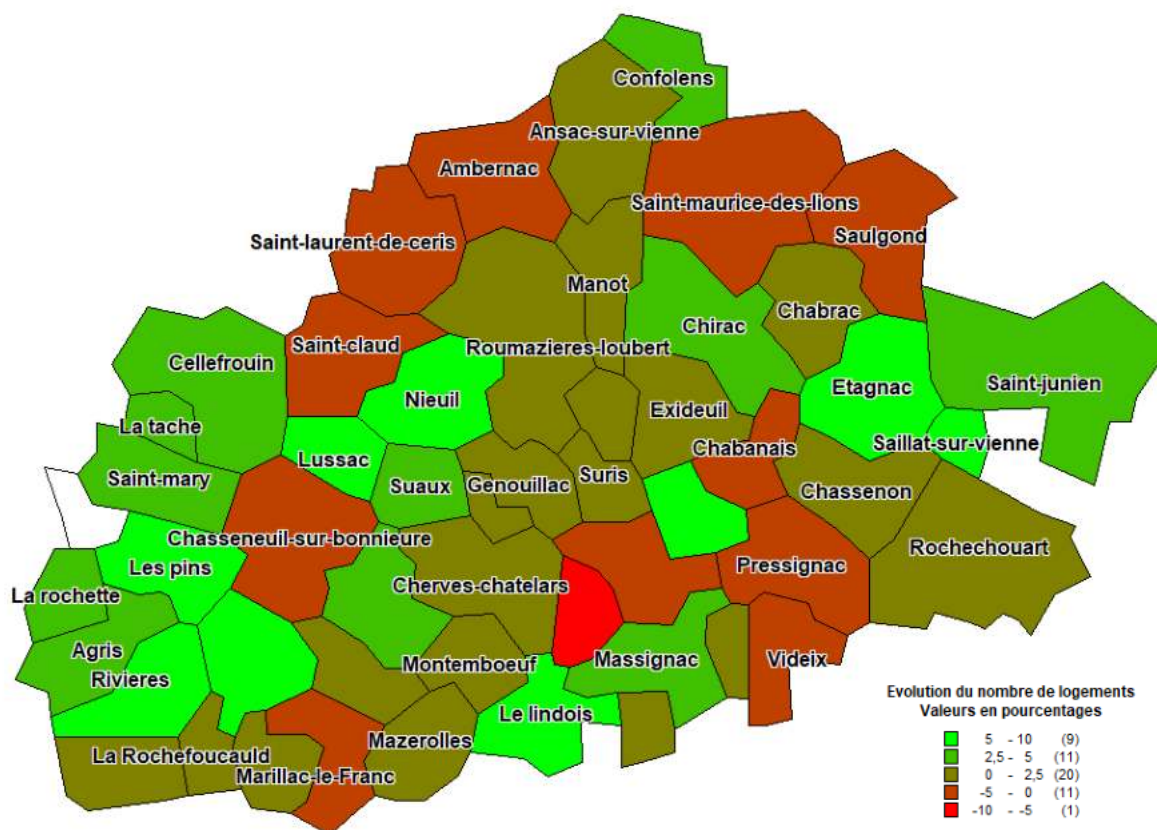 Confolens
Ansac-sur-vienne
Ambernac
Saint-maurice-des-lions
Saint-laurent-de-ceris
Saulgond
Manot
Chabrac
Chirac
Saint-claud
Roumazieres-loubert
Cellefrouin
Nieuil
Etagnac
Saint-junien
Exideuil
La tache
Chabanais
Saillat-sur-vienne
Lussac
Saint-mary
Suaux
Genouillac
Suris
Chassenon
Chasseneuil-sur-bonnieure
Rochechouart
Les pins
Pressignac
Cherves-chatelars
La rochette
Agris
Montemboeuf
Massignac
Videix
Rivieres
Le lindois
Mazerolles
La Rochefoucauld
Marillac-le-Franc
Evolution du nombre de logements
Valeurs en pourcentages
5 - 10 (9)
2,5 - 5 (11)
0 - 2,5 (20)
-5 - 0 (11)
-10 - -5 (1)